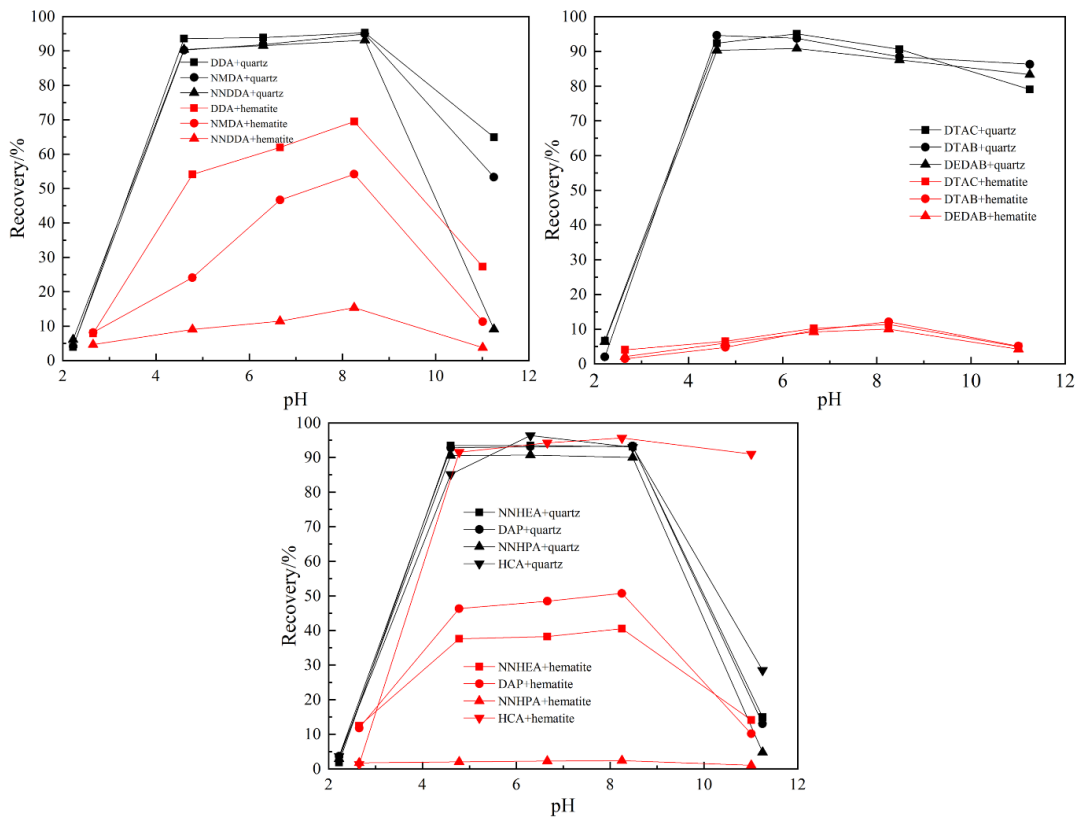 100
90
80
70
60
50
40
30
20
10
0
Recovery/%
DDA+quartz
NMDA+quartz
NNDDA+quartz
DDA+hematite
NMDA+hematite
NNDDA+hematite
2 4 6 8 10 12
pH
100
90
80
70
60
50
40
30
20
10
0
Recovery/%
DTAC+quartz
DTAB+quartz
DEDAB+quartz
DTAC+hematite
DTAB+hematite
DEDAB+hematite
2 4 6 8 10 12
pH
100
90
80
70
60
50
40
30
20
10
0
Recovery/%
NNHEA+quartz
DAP+quartz
NNHPA+quartz
HCA+quartz
NNHEA+hematite
DAP+hematite
NNHPA+hematite
HCA+hematite
2 4 6 8 10 12
pH